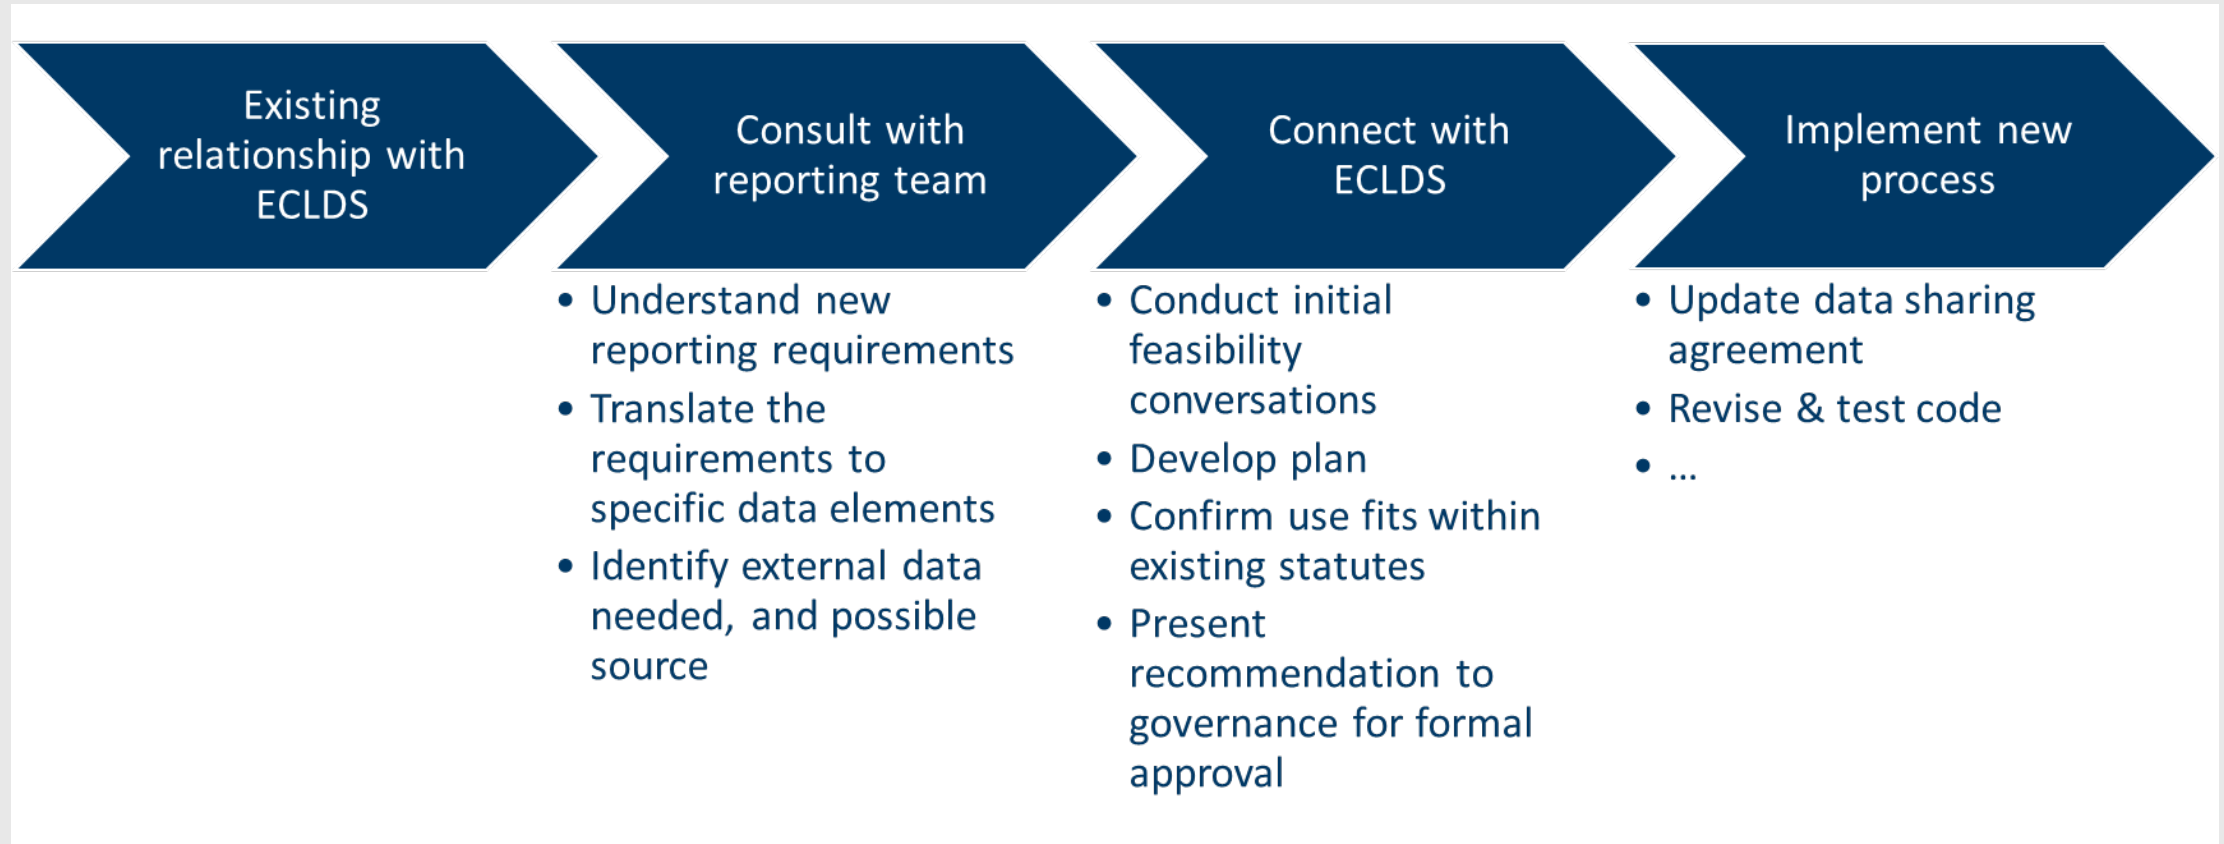 Existing
relationship with
ECLDS
Consult with
reporting team
• Understand new
reporting requirements
• Translate the
requirements to
specific data elements
• Identify external data
needed, and possible
source
Connect with
ECLDS
• Conduct initial
feasibility
conversations
• Develop plan
• Confirm use fits within
existing statutes
• Present
recommendation to
governance for formal
approval
Implement new
process
• Update data sharing
agreement
• Revise & test code
• ...